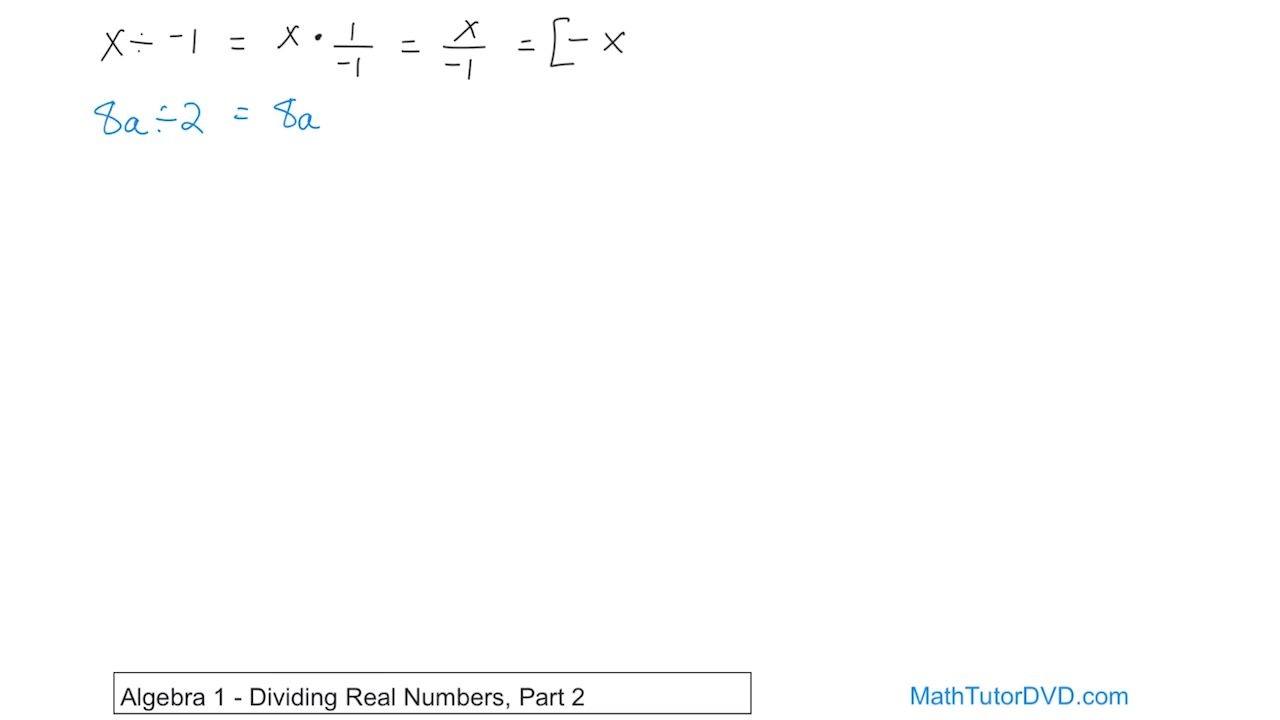 x ÷ -1 = x • 1/-1 = x/-1 = [- x
8a ÷ 2 = 8a
Algebra 1 - Dividing Real Numbers, Part 2
MathTutorDVD.com